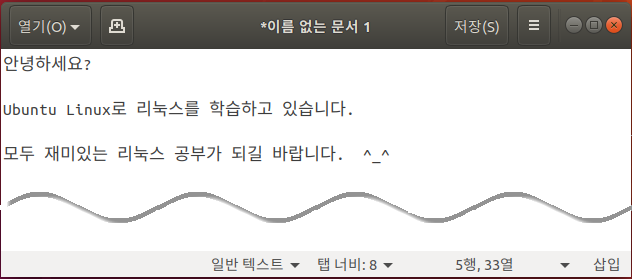 열기(O) *이름 없는 문서 1 저장(S)
안녕하세요?
Ubuntu Linux로 리눅스를 학습하고 있습니다.
모두 재미있는 리눅스 공부가 되길 바랍니다. ^_^
일반 텍스트 탭 너비: 8 5행, 33열 삽입